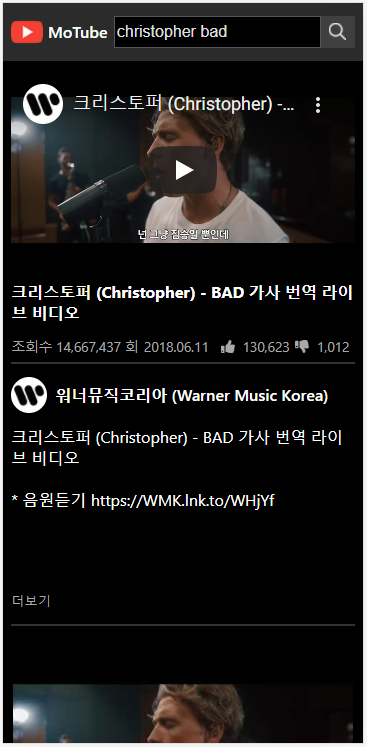 MoTube christopher bad
크리스토퍼 (Christopher) -...
넌 그냥 짐승일 뿐인데
크리스토퍼 (Christopher) - BAD 가사 번역 라이
브 비디오
조회수 14,667,437 회 2018.06.11 130,623 1,012
워너뮤직코리아 (Warner Music Korea)
크리스토퍼 (Christopher) - BAD 가사 번역 라이
브 비디오
* 음원듣기 https://WMK.lnk.to/WHjYf
더보기